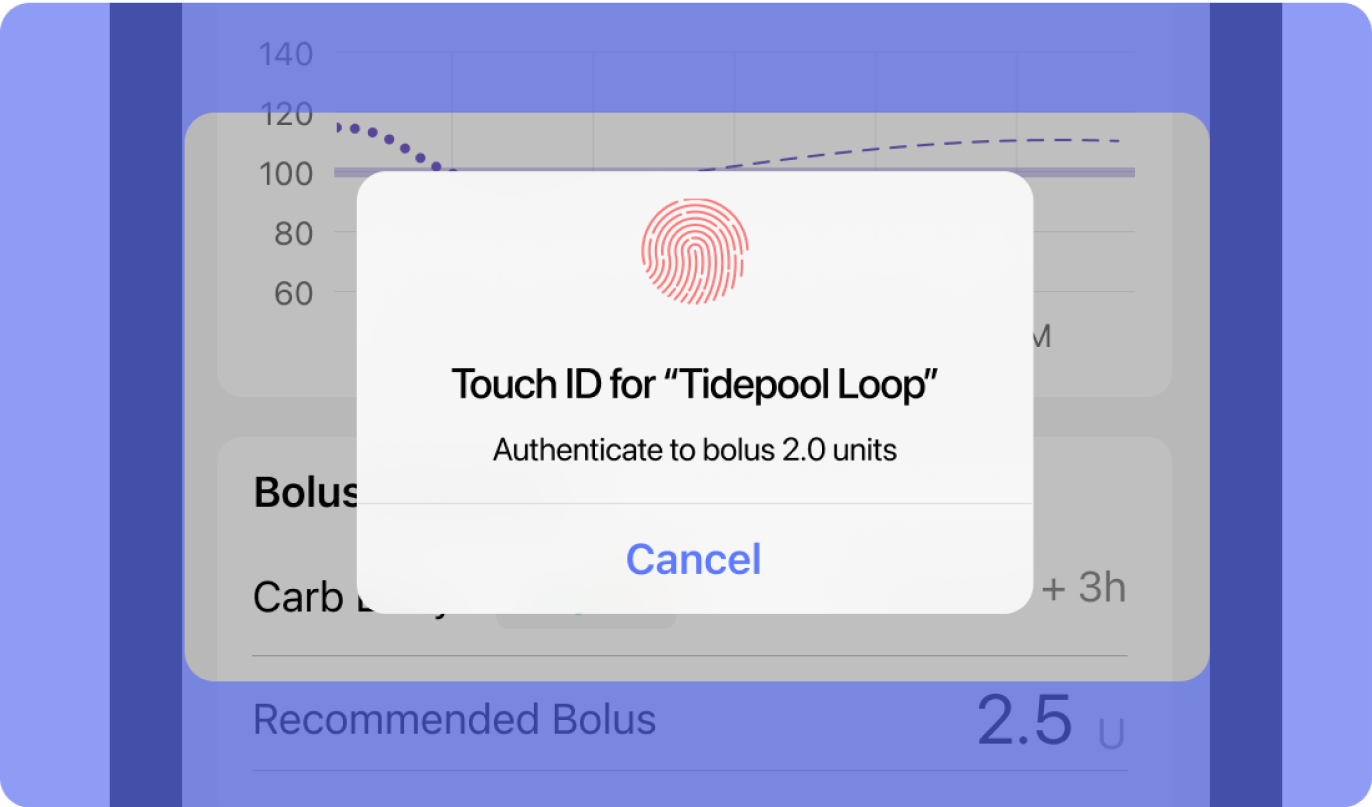 140
120
100
80
60
M
Touch ID for “Tidepool Loop”
Authenticate to bolus 2.0 units
Cancel
Bolus
Carb
+ 3h
Recommended Bolus
2.5 U